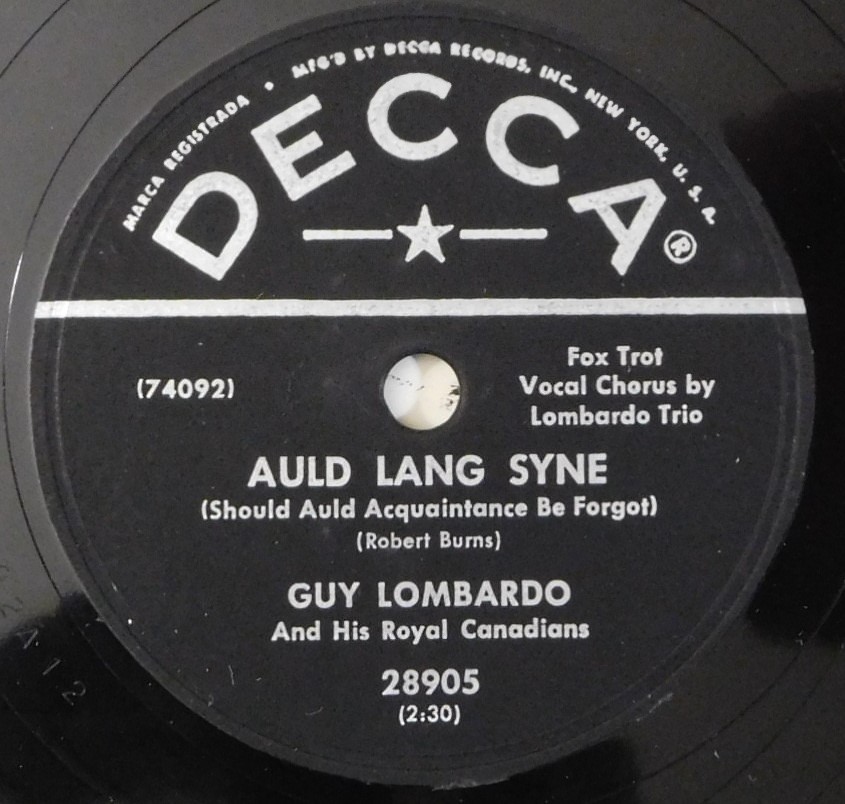 MARCA REGISTRADA • MFG'D BY DECCA RECORDS, INC., NEW YORK, U. S. A.
DECCA®
(74092)
Fox Trot
Vocal Chorus by
Lombardo Trio
AULD LANG SYNE
(Should Auld Acquaintance Be Forgot)
(Robert Burns)
GUY LOMBARDO
And His Royal Canadians
28905
(2:30)
A12